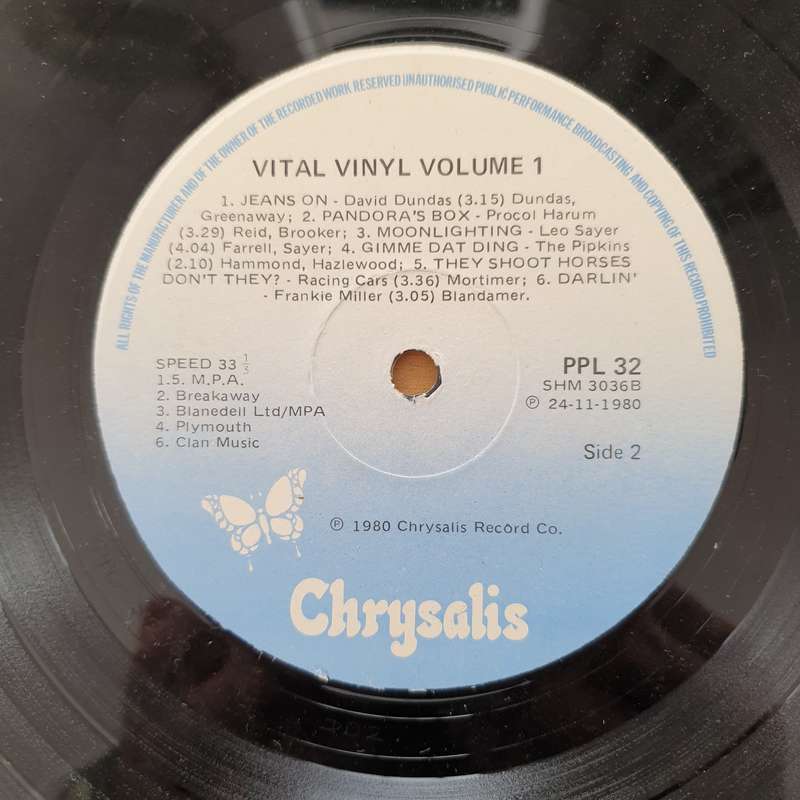 ALL RIGHTS OF THE MANUFACTURER AND OF THE OWNER OF THE RECORDED WORK RESERVED UNAUTHORISED PUBLIC PERFORMANCE BROADCASTING AND COPYING OF THIS RECORD PROHIBITED
VITAL VINYL VOLUME 1
1. JEANS ON - David Dundas (3.15) Dundas,
Greenaway; 2. PANDORA'S BOX - Procol Harum
(3.29) Reid, Brooker; 3. MOONLIGHTING - Leo Sayer
(4.04) Farrell, Sayer; 4. GIMME DAT DING - The Pipkins
(2.10) Hammond, Hazlewood; 5. THEY SHOOT HORSES
DON'T THEY? - Racing Cars (3.36) Mortimer; 6. DARLIN'
- Frankie Miller (3.05) Blandamer.
SPEED 33 1/3
1.5. M.P.A.
2. Breakaway
3. Blanedell Ltd/MPA
4. Plymouth
6. Clan Music
PPL 32
SHM 3036B
℗ 24-11-1980
Side 2
℗ 1980 Chrysalis Record Co.
Chrysalis